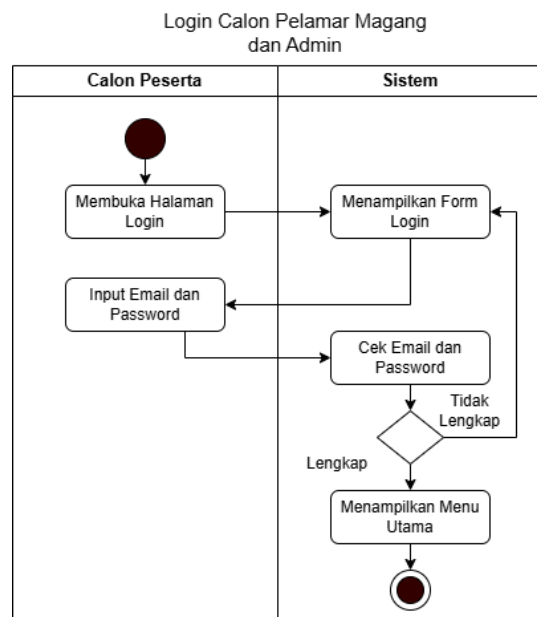 Login Calon Pelamar Magang
dan Admin
Calon Peserta
Sistem
Membuka Halaman
Login
Menampilkan Form
Login
Input Email dan
Password
Cek Email dan
Password
Tidak
Lengkap
Lengkap
Menampilkan Menu
Utama